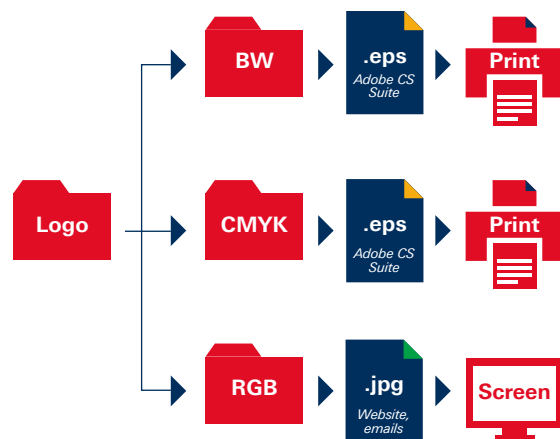 BW
.eps
Adobe CS
Suite
Print
Logo
CMYK
.eps
Adobe CS
Suite
Print
RGB
.jpg
Website,
emails
Screen